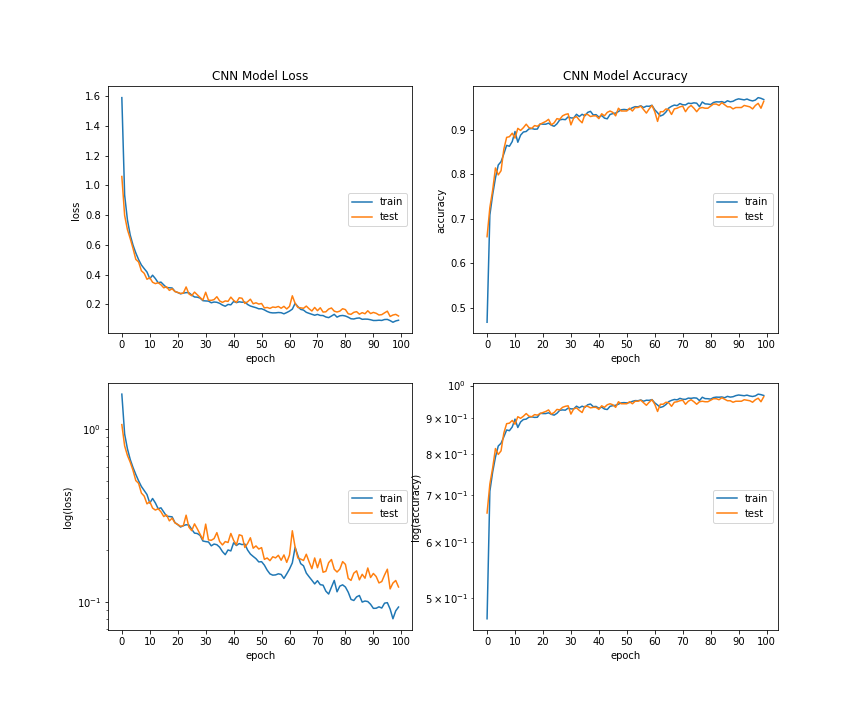 CNN Model Loss
CNN Model Accuracy
1.6
1.4
1.2
1.0
0.8
0.6
0.4
0.2
loss
train
test
0 10 20 30 40 50 60 70 80 90 100
epoch
0.9
0.8
0.7
0.6
0.5
accuracy
train
test
0 10 20 30 40 50 60 70 80 90 100
epoch
10⁰
10⁻¹
log(loss)
train
test
0 10 20 30 40 50 60 70 80 90 100
epoch
10⁰
9 × 10⁻¹
8 × 10⁻¹
7 × 10⁻¹
6 × 10⁻¹
5 × 10⁻¹
log(accuracy)
train
test
0 10 20 30 40 50 60 70 80 90 100
epoch